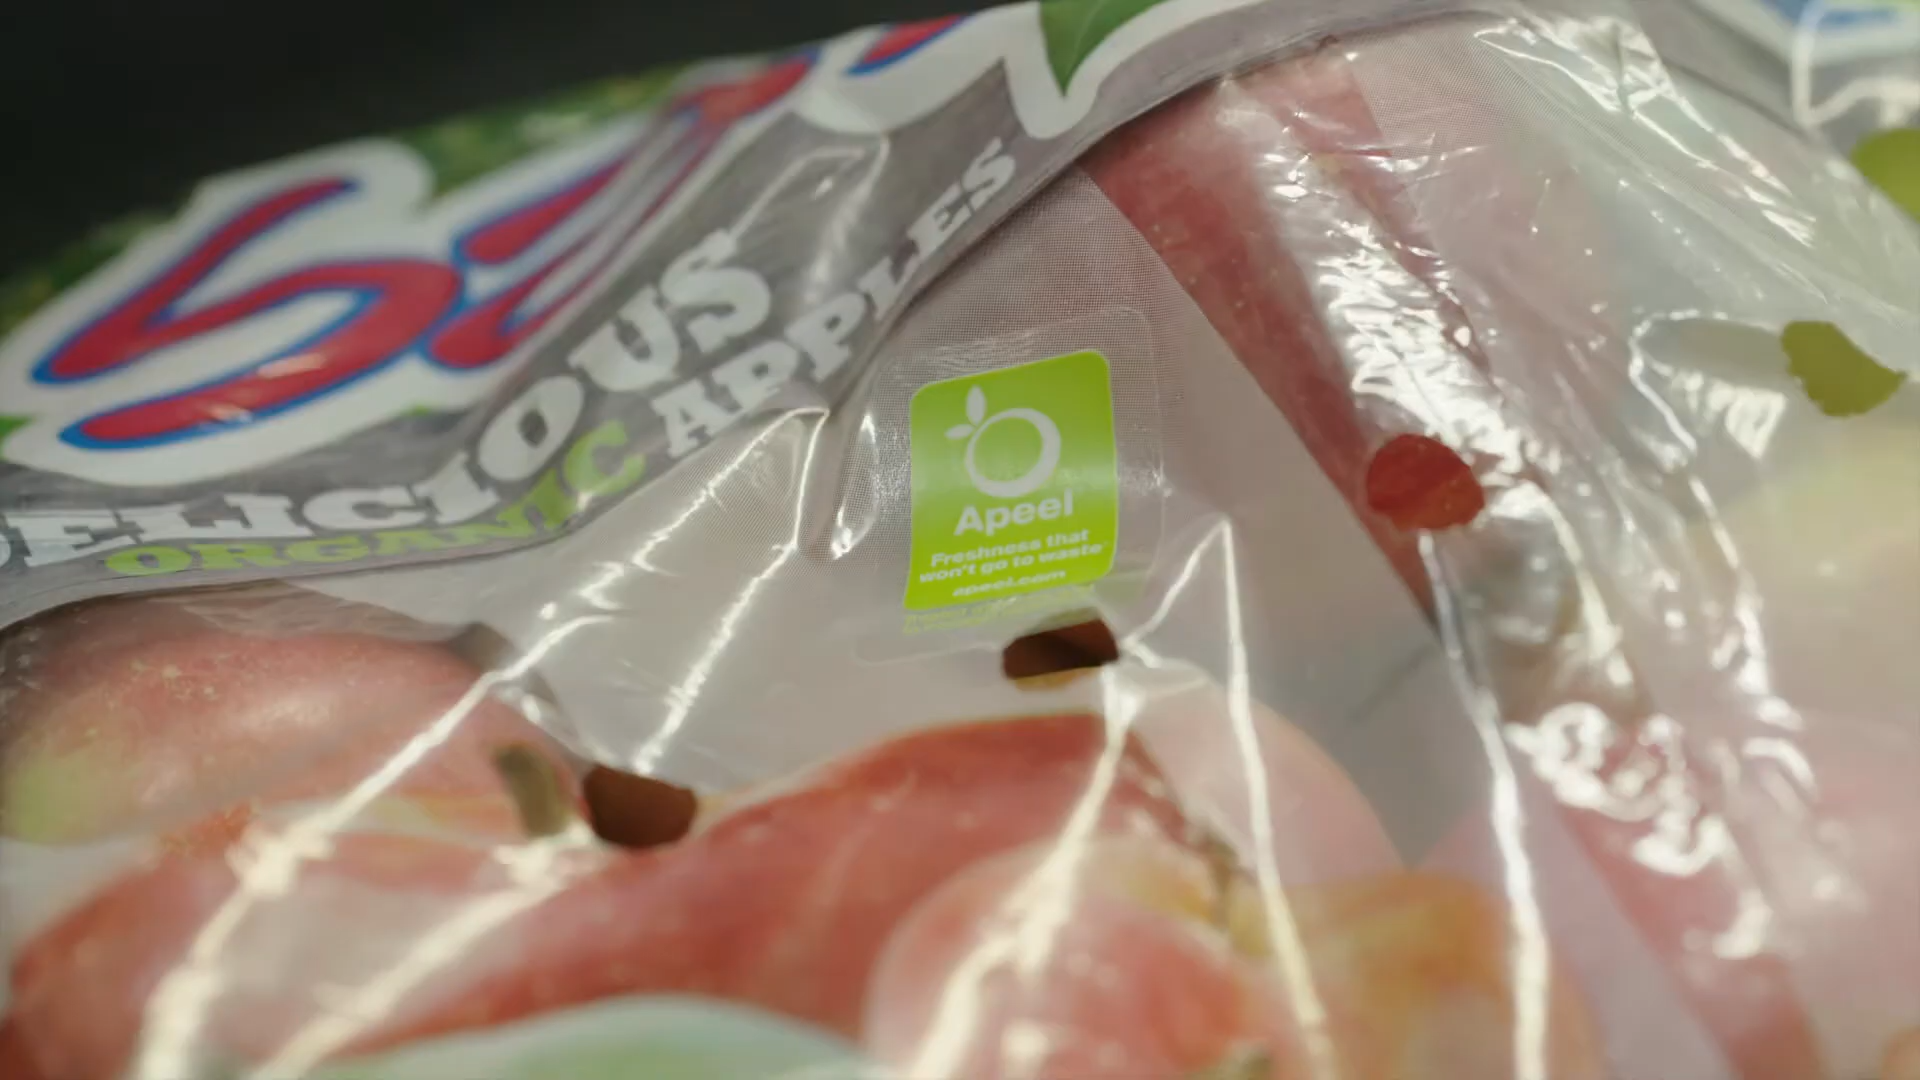 DELICIOUS
ORGANIC APPLES
Apeel
Freshness that
won't go to waste
apeel.com